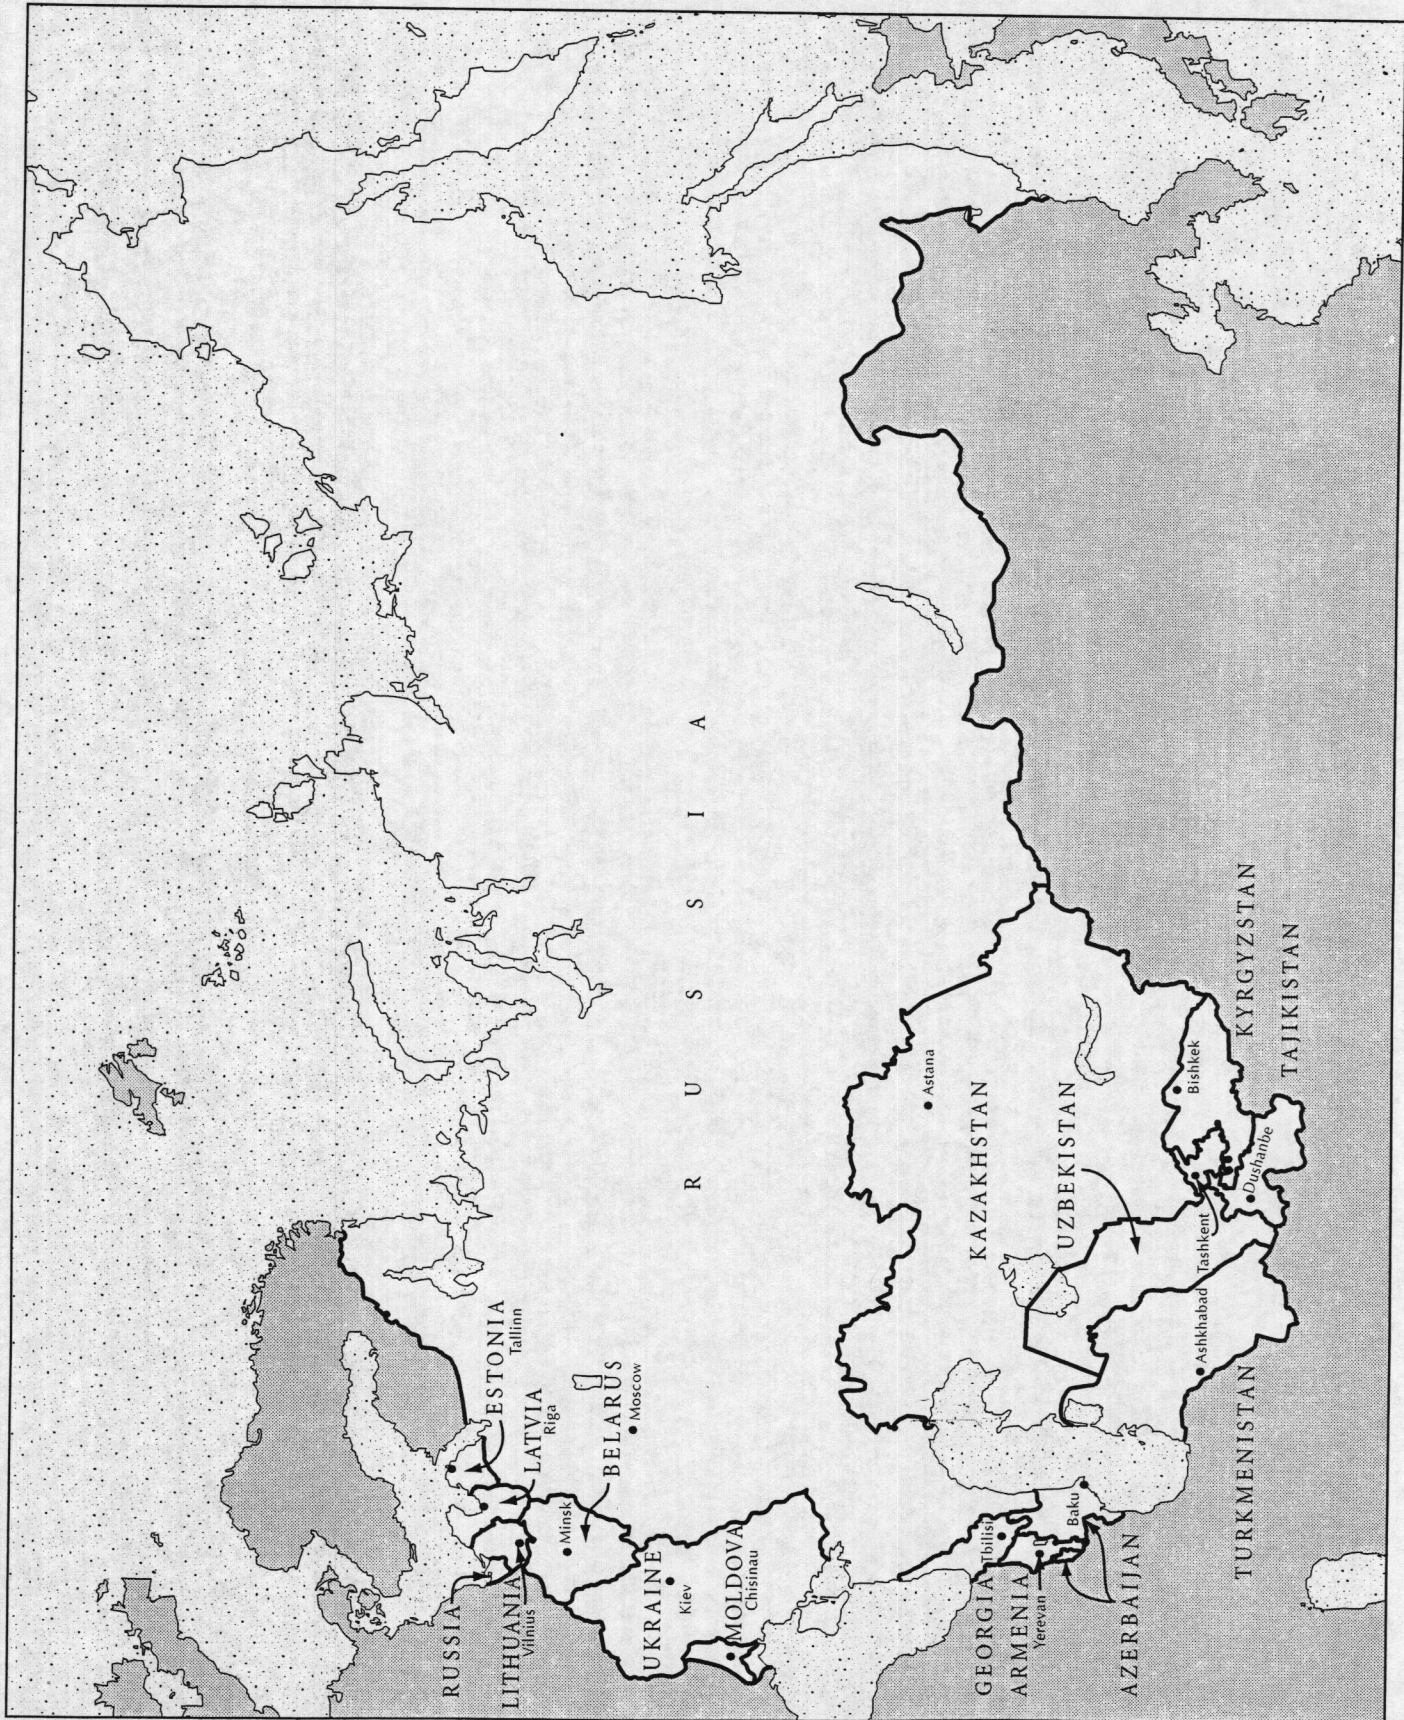 RUSSIA
ESTONIA
Tallinn
LATVIA
Riga
BELARUS
Moscow
RUSSIA
LITHUANIA
Vilnius
Minsk
UKRAINE
Kiev
MOLDOVA
Chisinau
GEORGIA
Tbilisi
ARMENIA
Yerevan
Baku
AZERBAIJAN
KAZAKHSTAN
Astana
UZBEKISTAN
Tashkent
Ashkhabad
TURKMENISTAN
Bishkek
KYRGYZSTAN
Dushanbe
TAJIKISTAN